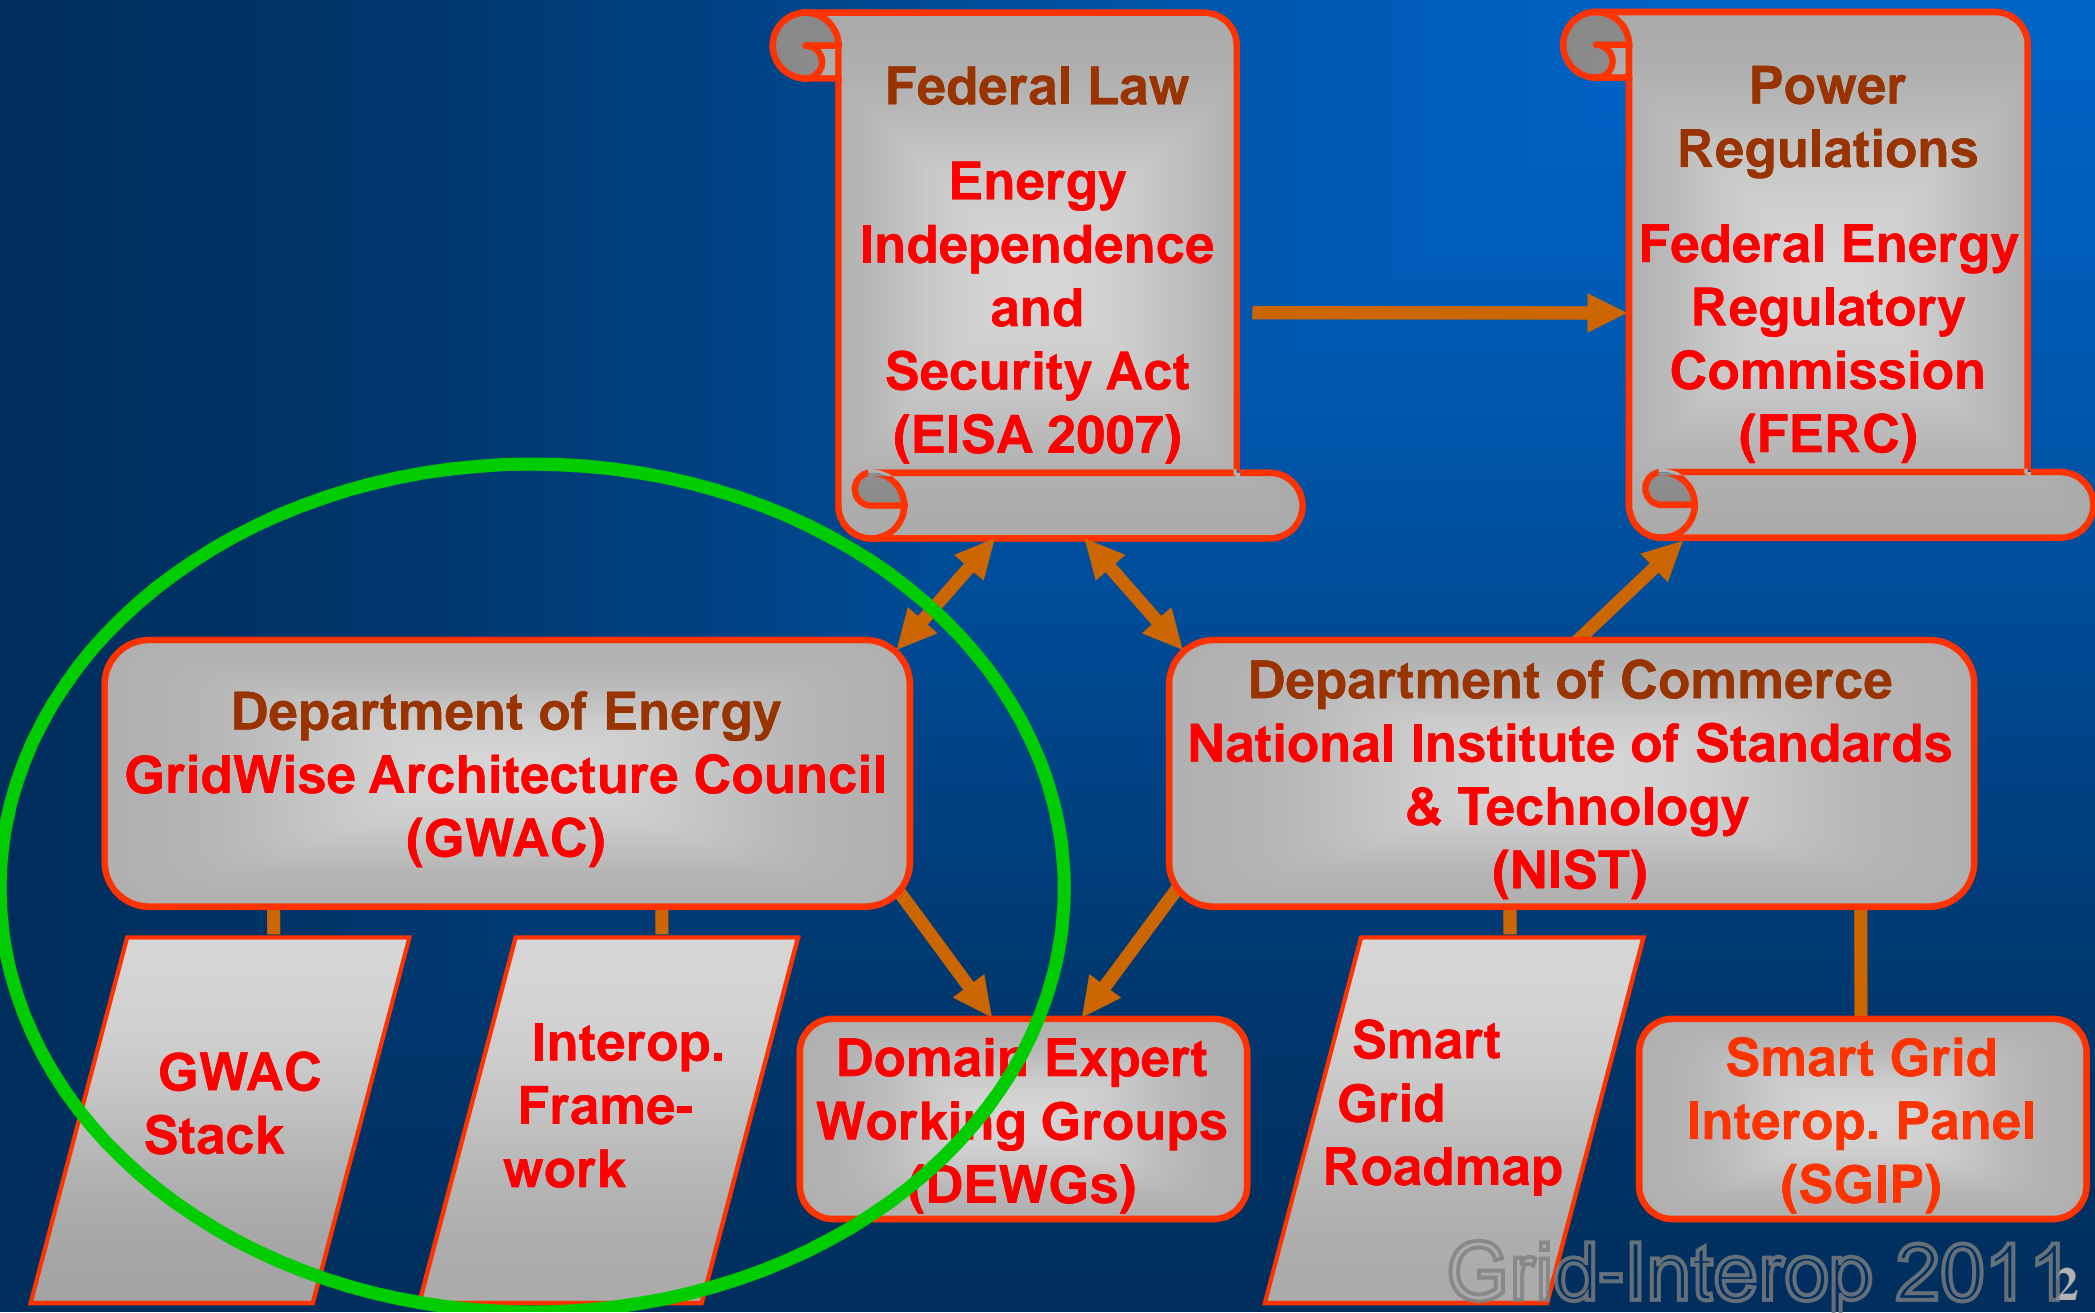 Federal Law
Energy
Independence
and
Security Act
(EISA 2007)
Power
Regulations
Federal Energy
Regulatory
Commission
(FERC)
Department of Energy
GridWise Architecture Council
(GWAC)
Department of Commerce
National Institute of Standards
& Technology
(NIST)
GWAC
Stack
Interop.
Frame-
work
Domain Expert
Working Groups
(DEWGs)
Smart
Grid
Roadmap
Smart Grid
Interop. Panel
(SGIP)
Grid-Interop 2011
2